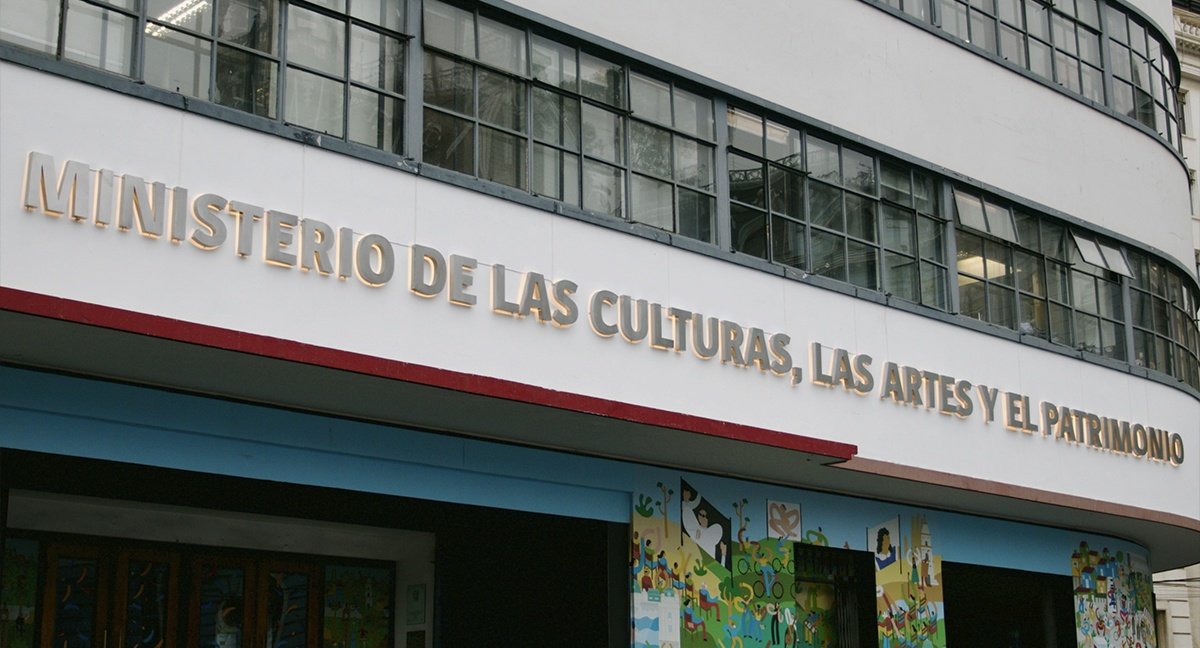 MINISTERIO DE LAS CULTURAS, LAS ARTES Y EL PATRIMONIO